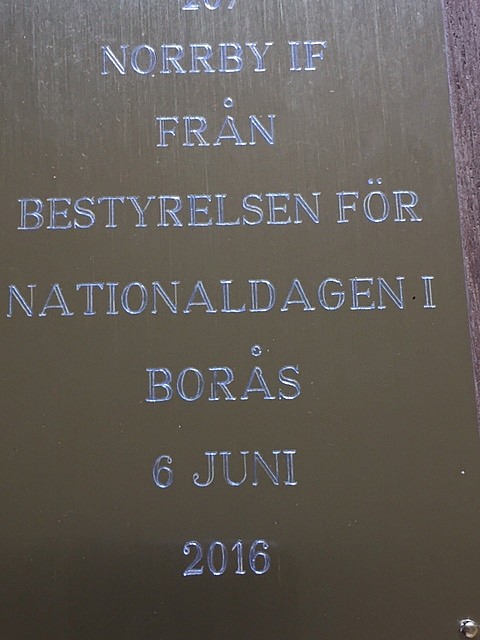 NORRBY IF
FRÅN
BESTYRELSEN FÖR
NATIONALDAGEN I
BORÅS
6 JUNI
2016